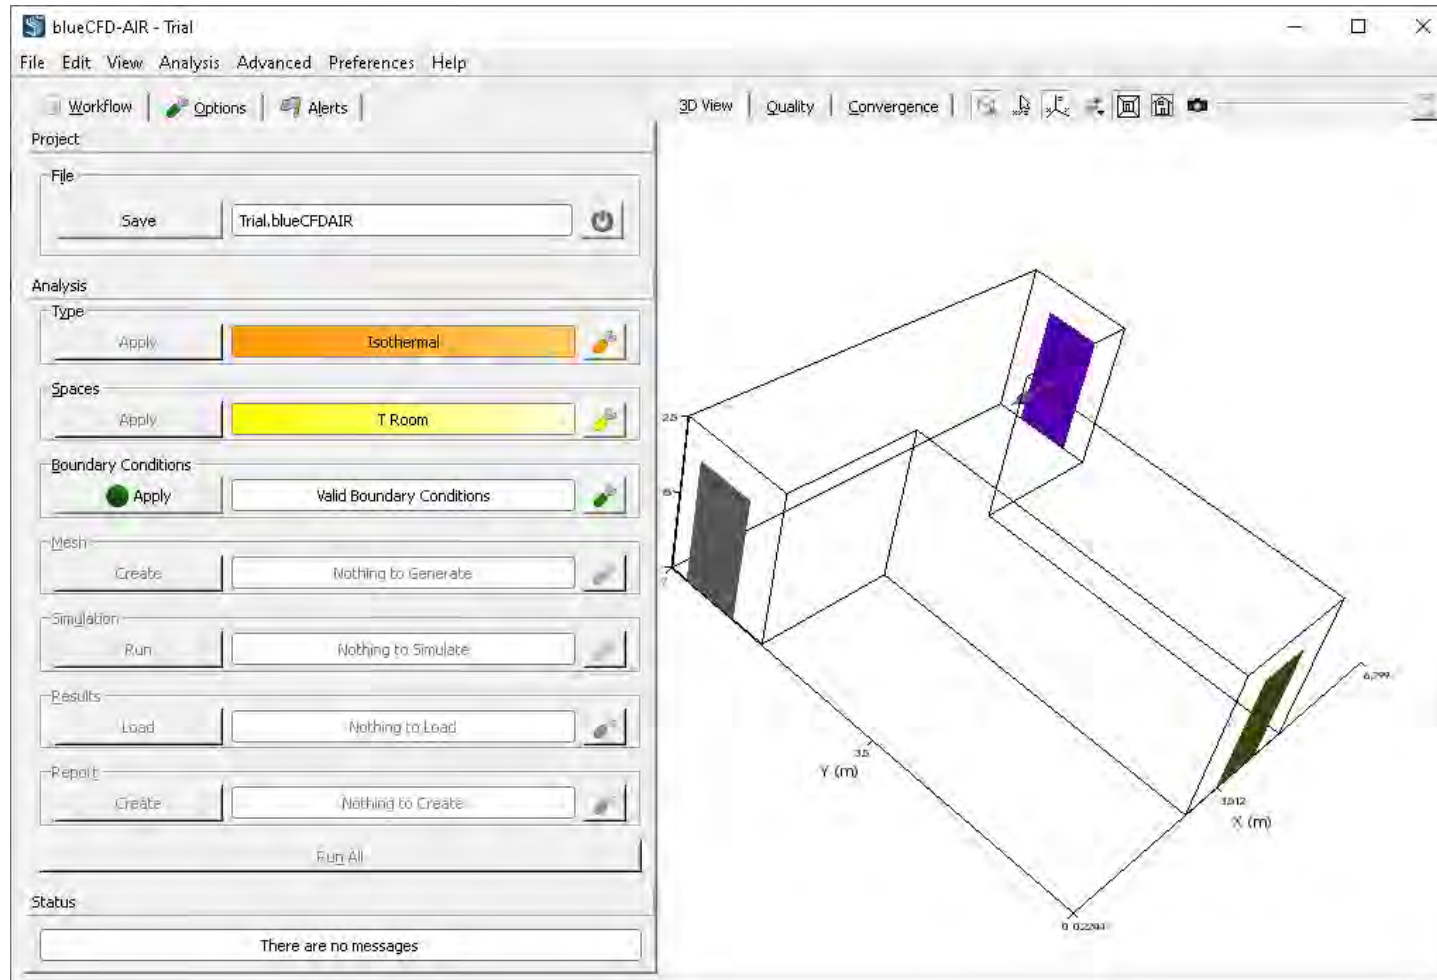 blueCFD-AIR - Trial
File Edit View Analysis Advanced Preferences Help
Workflow Options Alerts
3D View Quality Convergence
Project
File
Save Trial.blueCFDAIR
Analysis
Type
Apply Isothermal
Spaces
Apply T Room
Boundary Conditions
Apply Valid Boundary Conditions
Mesh
Create Nothing to Generate
Simulation
Run Nothing to Simulate
Results
Load Nothing to Load
Report
Create Nothing to Create
Run All
Status
There are no messages
2.5
3.5
Y (m)
3.512
X (m)